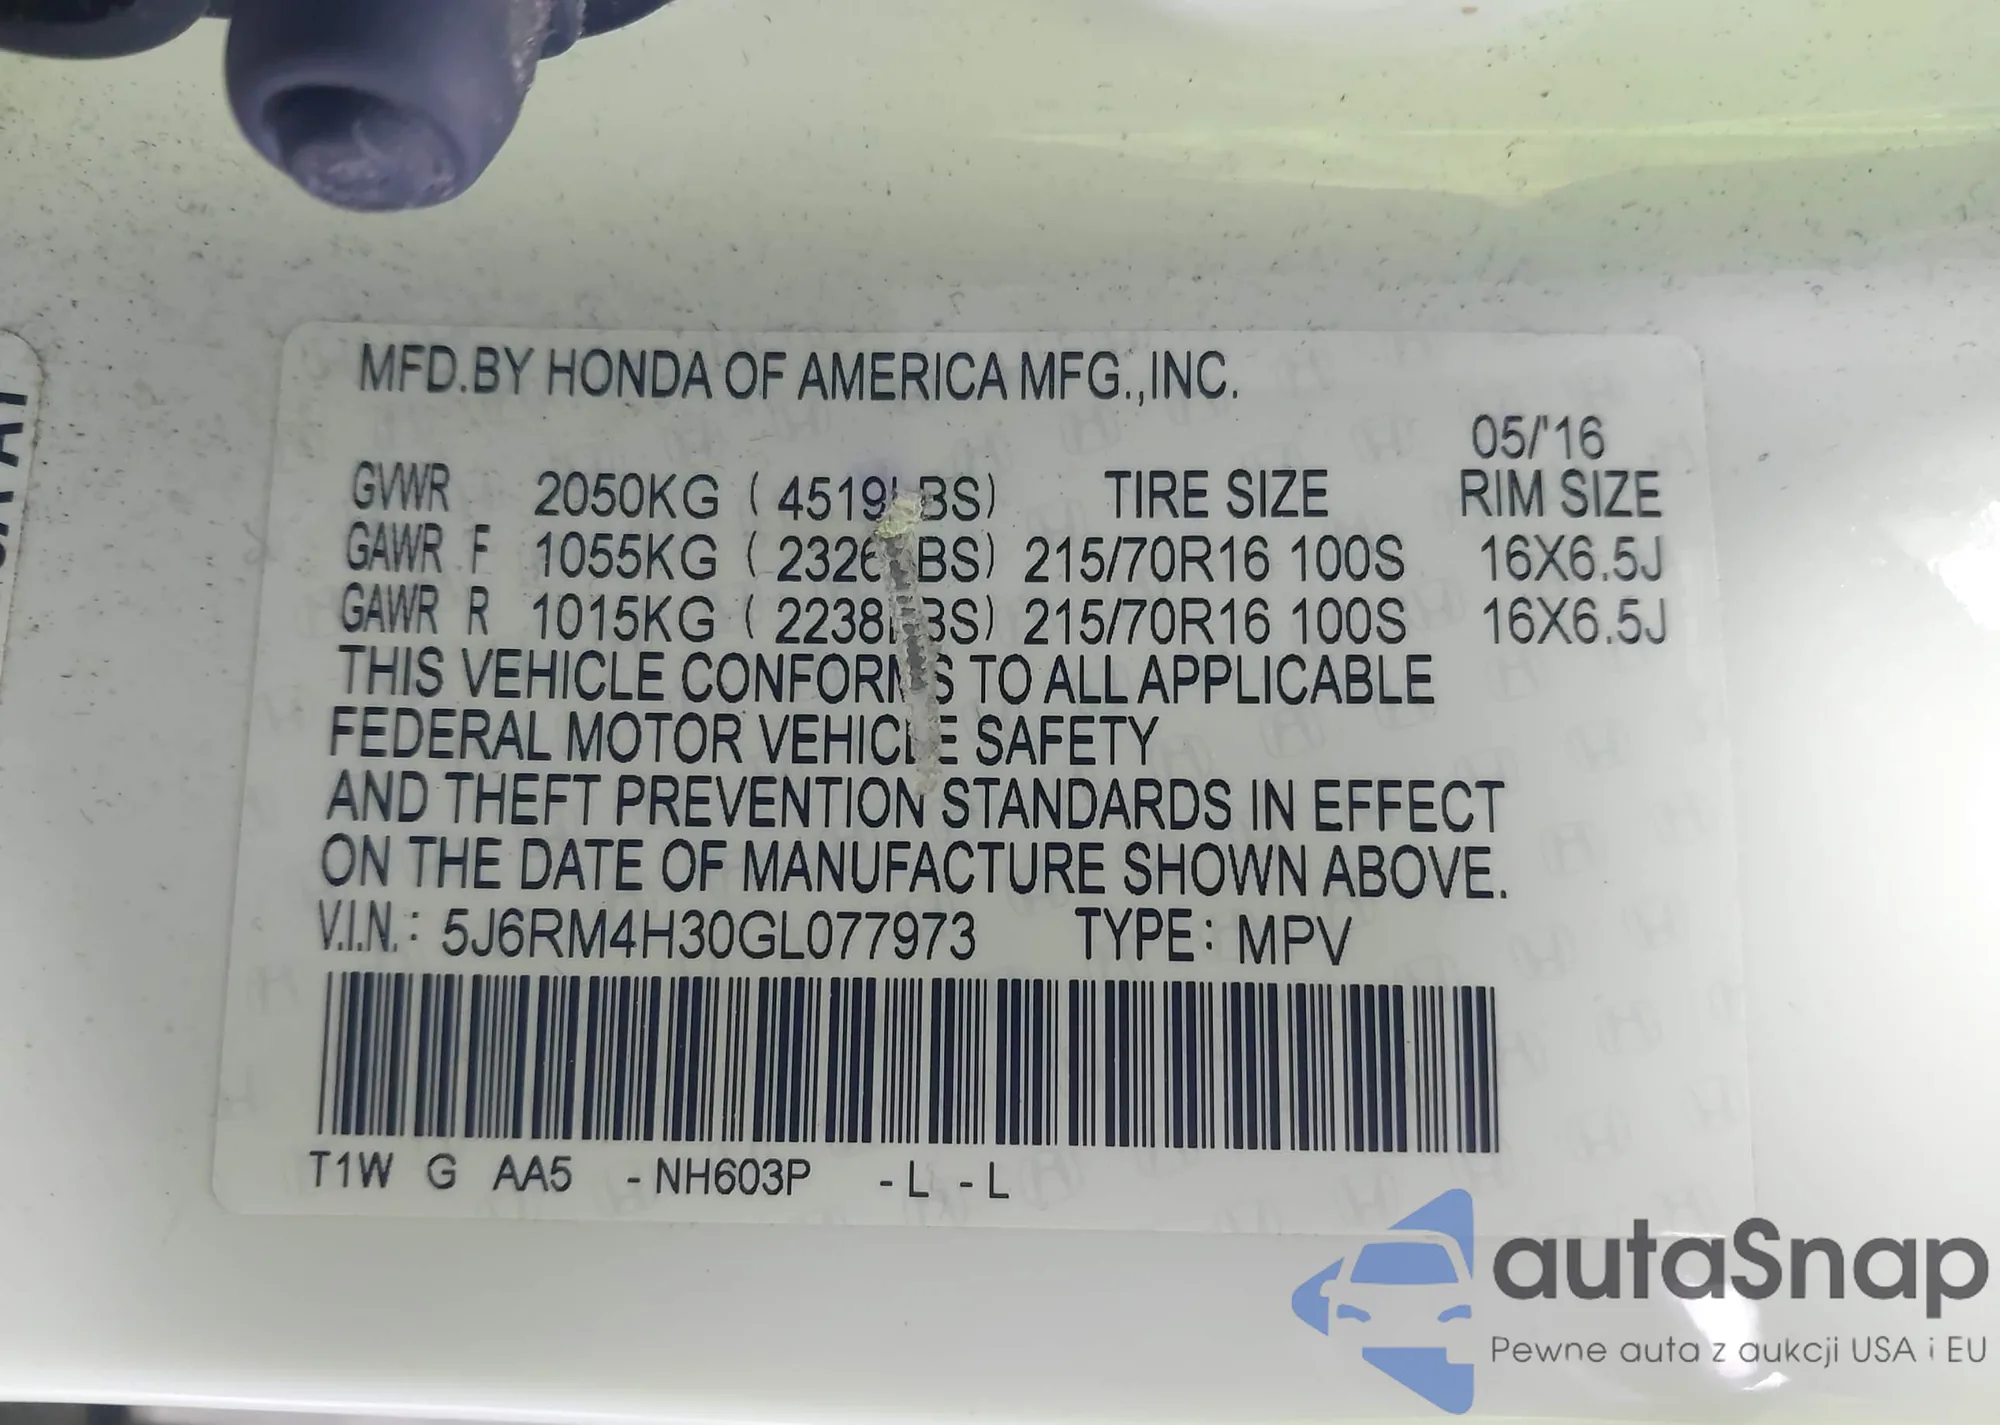 MFD.BY HONDA OF AMERICA MFG.,INC.
05/'16
GVWR 2050KG ( 4519LBS) TIRE SIZE RIM SIZE
GAWR F 1055KG ( 2326LBS) 215/70R16 100S 16X6.5J
GAWR R 1015KG ( 2238LBS) 215/70R16 100S 16X6.5J
THIS VEHICLE CONFORMS TO ALL APPLICABLE
FEDERAL MOTOR VEHICLE SAFETY
AND THEFT PREVENTION STANDARDS IN EFFECT
ON THE DATE OF MANUFACTURE SHOWN ABOVE.
V.I.N.: 5J6RM4H30GL077973 TYPE: MPV
T1W G AA5 -NH603P -L -L
autaSnap
Pewne auta z aukcji USA i EU